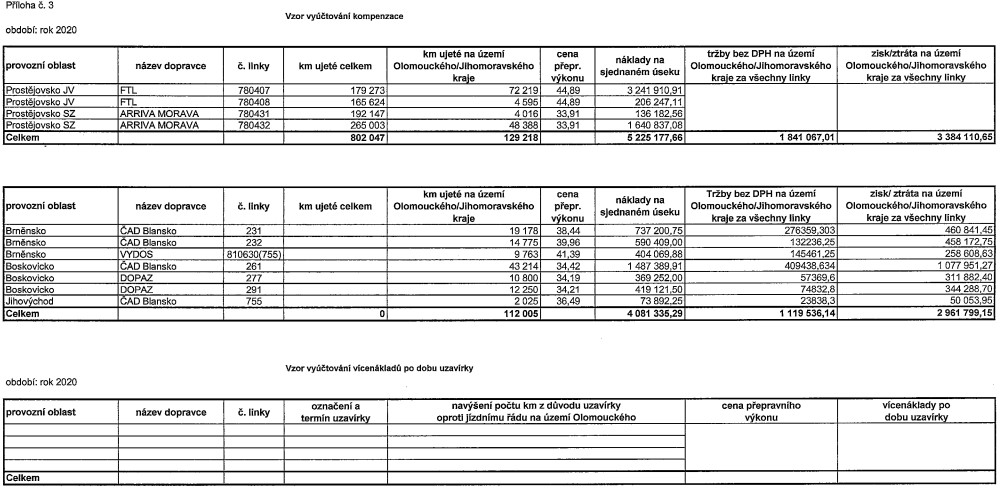 Příloha č. 3
Vzor vyúčtování kompenzace
období: rok 2020
provozní oblast | název dopravce | č. linky | km ujeté celkem | km ujeté na území Olomouckého/Jihomoravského kraje | cena přepr. výkonu | náklady na sjednaném úseku | tržby bez DPH na území Olomouckého/Jihomoravského kraje za všechny linky | zisk/ztráta na území Olomouckého/Jihomoravského kraje za všechny linky
Prostějovsko JV | FTL | 780407 | 179 273 | 72 219 | 44,89 | 3 241 910,91
Prostějovsko JV | FTL | 780408 | 165 624 | 4 595 | 44,89 | 206 247,11
Prostějovsko SZ | ARRIVA MORAVA | 780431 | 192 147 | 4 016 | 33,91 | 136 182,56
Prostějovsko SZ | ARRIVA MORAVA | 780432 | 265 003 | 48 388 | 33,91 | 1 640 837,08
Celkem | 802 047 | 129 218 | 5 225 177,66 | 1 841 067,01 | 3 384 110,65
provozní oblast | název dopravce | č. linky | km ujeté celkem | km ujeté na území Olomouckého/Jihomoravského kraje | cena přepr. výkonu | náklady na sjednaném úseku | Tržby bez DPH na území Olomouckého/Jihomoravského kraje za všechny linky | zisk/ ztráta na území Olomouckého/Jihomoravského kraje za všechny linky
Brněnsko | ČAD Blansko | 231 | 19 178 | 38,44 | 737 200,75 | 276359,303 | 460 841,45
Brněnsko | ČAD Blansko | 232 | 14 775 | 39,96 | 590 409,00 | 132236,25 | 458 172,75
Brněnsko | VYDOS | 810630(755) | 9 763 | 41,39 | 404 069,88 | 145461,25 | 258 608,63
Boskovicko | ČAD Blansko | 261 | 43 214 | 34,42 | 1 487 389,91 | 409438,634 | 1 077 951,27
Boskovicko | DOPAZ | 277 | 10 800 | 34,19 | 369 252,00 | 57369,6 | 311 882,40
Boskovicko | DOPAZ | 291 | 12 250 | 34,21 | 419 121,50 | 74832,8 | 344 288,70
Jihovýchod | ČAD Blansko | 755 | 2 025 | 36,49 | 73 892,25 | 23838,3 | 50 053,95
Celkem | 0 | 112 005 | 4 081 335,29 | 1 119 536,14 | 2 961 799,15
Vzor vyúčtování vícenákladů po dobu uzavírky
období: rok 2020
provozní oblast | název dopravce | č. linky | označení a termín uzavírky | navýšení počtu km z důvodu uzavírky oproti jízdnímu řádu na území Olomouckého | cena přepravního výkonu | vícenáklady po dobu uzavírky
Celkem